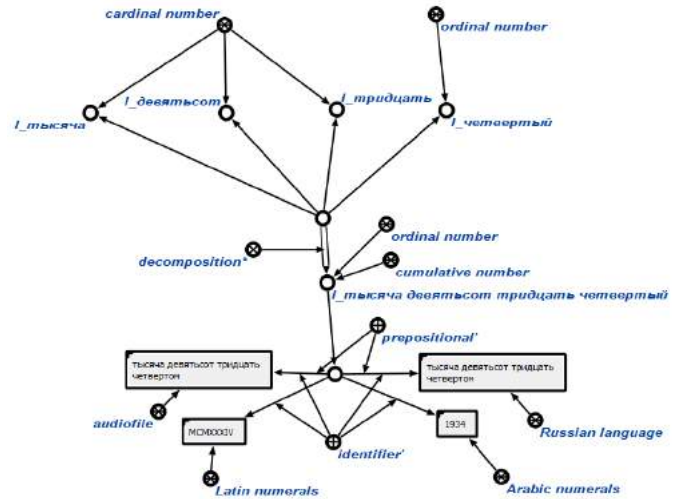 cardinal number
ordinal number
I_тысяча
I_девятьсот
I_тридцать
I_четвертый
decomposition*
ordinal number
cumulative number
I_тысяча девятьсот тридцать четвертый
prepositional'
тысяча девятьсот тридцать
четвертом
тысяча девятьсот тридцать
четвертом
audiofile
MCMXXXIV
identifier'
1934
Russian language
Latin numerals
Arabic numerals